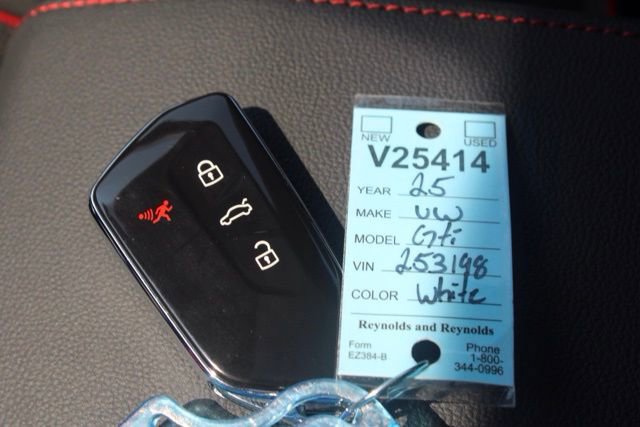 NEW USED
V25414
YEAR 25
MAKE VW
MODEL Gti
VIN 253198
COLOR White
Reynolds and Reynolds
Form
EZ384-B
Phone
1-800-
344-0996